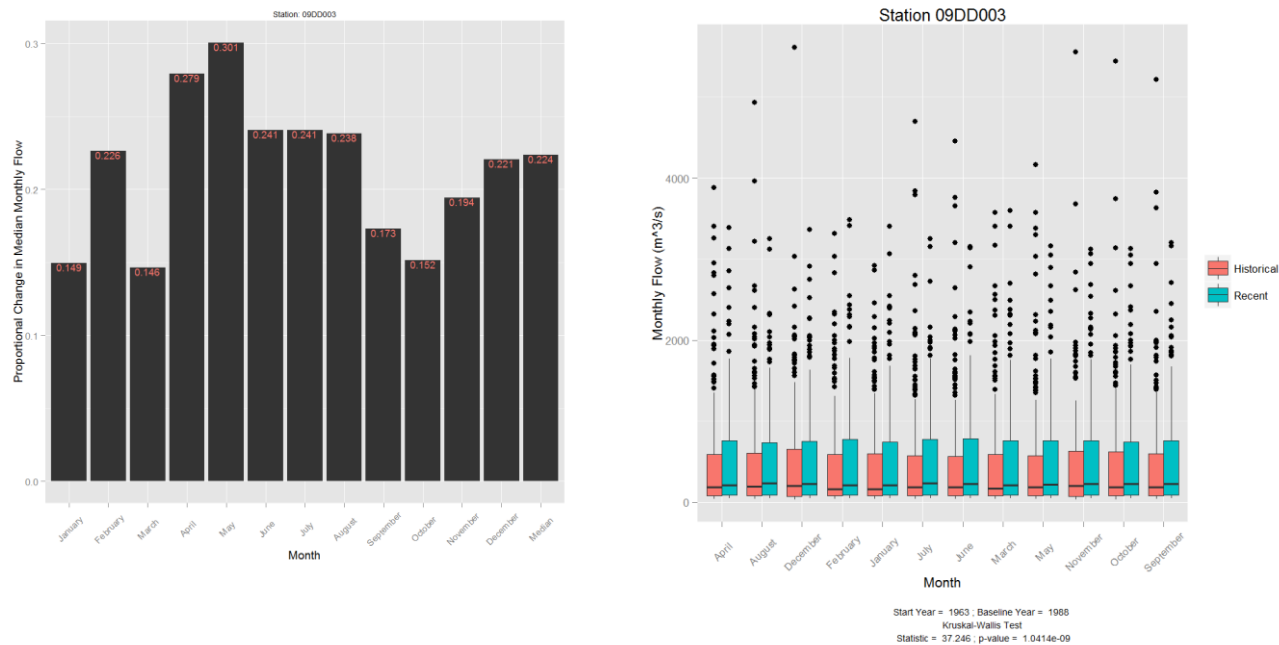 Station: 09DD003
Proportional Change in Median Monthly Flow
0.3
0.2
0.1
0.0
0.149
0.226
0.146
0.279
0.301
0.241
0.241
0.238
0.173
0.152
0.194
0.221
0.224
January
February
March
April
May
June
July
August
September
October
November
December
Median
Month
Station 09DD003
Monthly Flow (m^3/s)
4000
2000
0
April
August
December
February
January
July
June
March
May
November
October
September
Month
Historical
Recent
Start Year = 1963 ; Baseline Year = 1988
Kruskal-Wallis Test
Statistic = 37.246 ; p-value = 1.0414e-09